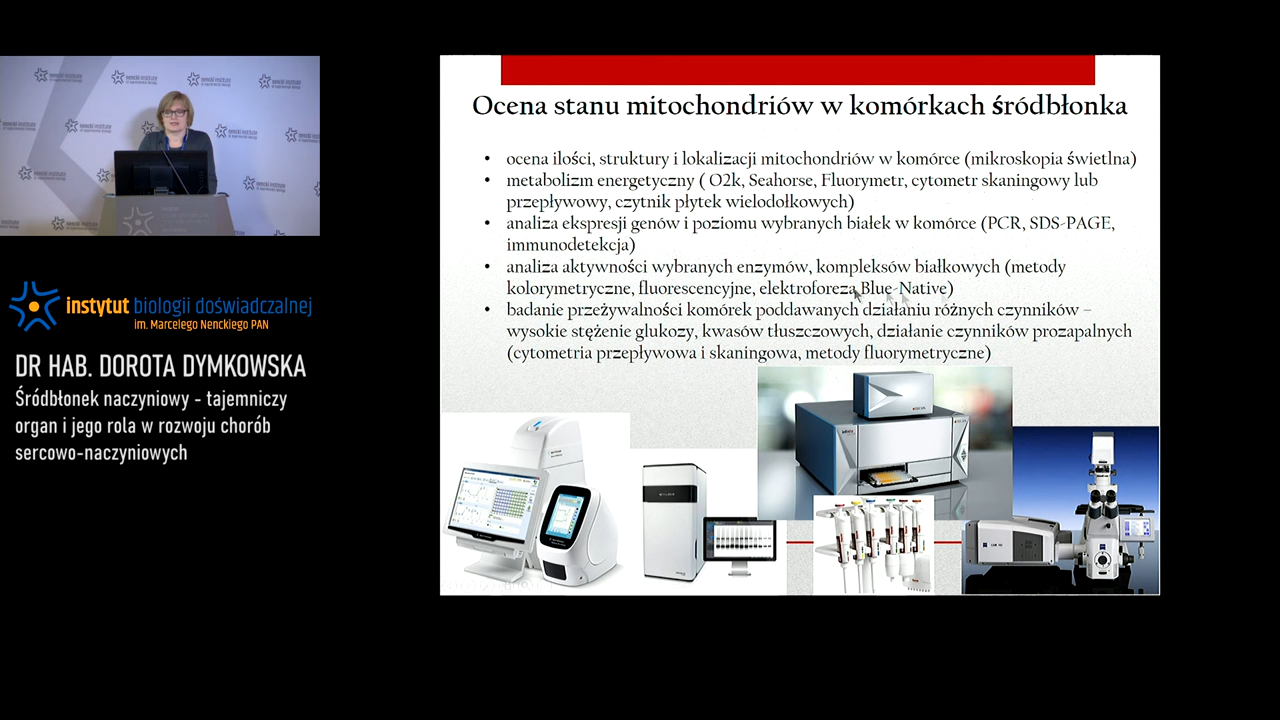 nencki institute
instytut biologii doświadczalnej
im. Marcelego Nenckiego PAN
DR HAB. DOROTA DYMKOWSKA
Śródbłonek naczyniowy - tajemniczy
organ i jego rola w rozwoju chorób
sercowo-naczyniowych
Ocena stanu mitochondriów w komórkach śródbłonka
• ocena ilości, struktury i lokalizacji mitochondriów w komórce (mikroskopia świetlna)
• metabolizm energetyczny ( O2k, Seahorse, Fluorymetr, cytometr skaningowy lub
przepływowy, czytnik płytek wielodołkowych)
• analiza ekspresji genów i poziomu wybranych białek w komórce (PCR, SDS-PAGE,
immunodetekcja)
• analiza aktywności wybranych enzymów, kompleksów białkowych (metody
kolorymetryczne, fluorescencyjne, elektroforeza Blue-Native)
• badanie przeżywalności komórek poddawanych działaniu różnych czynników –
wysokie stężenie glukozy, kwasów tłuszczowych, działanie czynników prozapalnych
(cytometria przepływowa i skaningowa, metody fluorymetryczne)